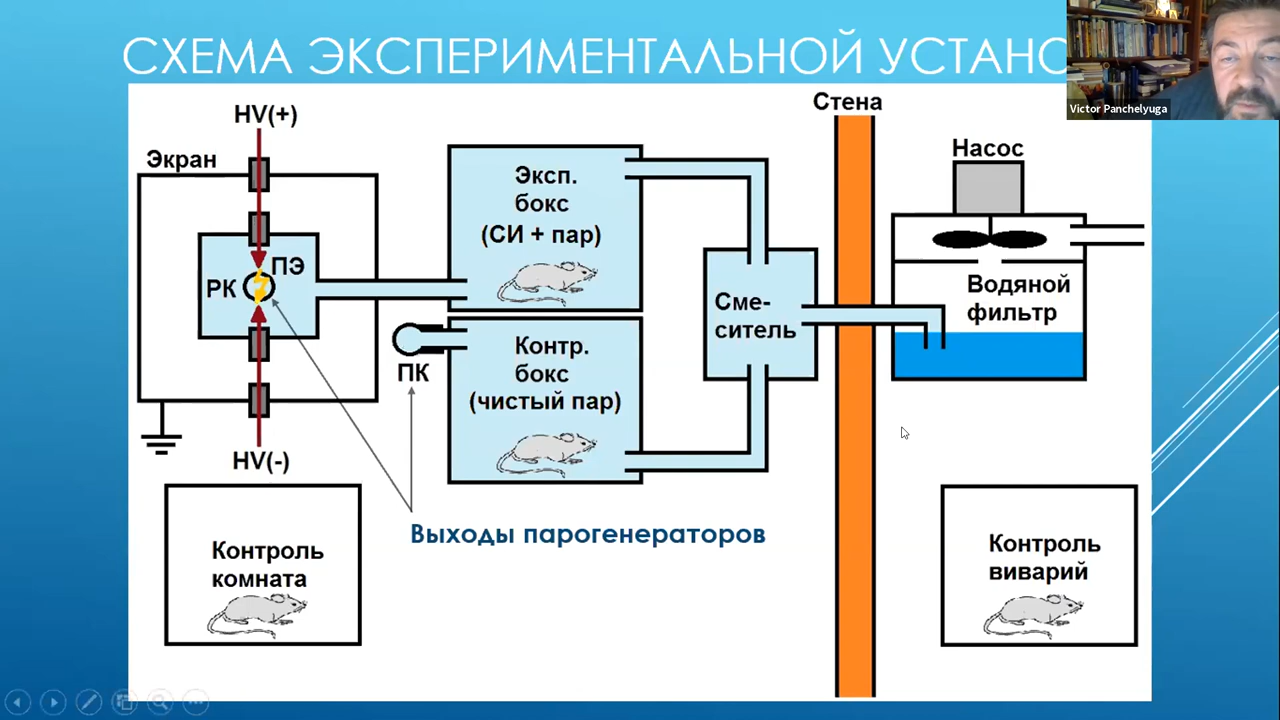 СХЕМА ЭКСПЕРИМЕНТАЛЬНОЙ УСТАНО
Victor Panchelyuga
HV(+)
Экран
ПЭ
РК
HV(-)
Эксп.
бокс
(СИ + пар)
ПК
Контр.
бокс
(чистый пар)
Сме-
ситель
Стена
Насос
Водяной
фильтр
Выходы парогенераторов
Контроль
комната
Контроль
виварий